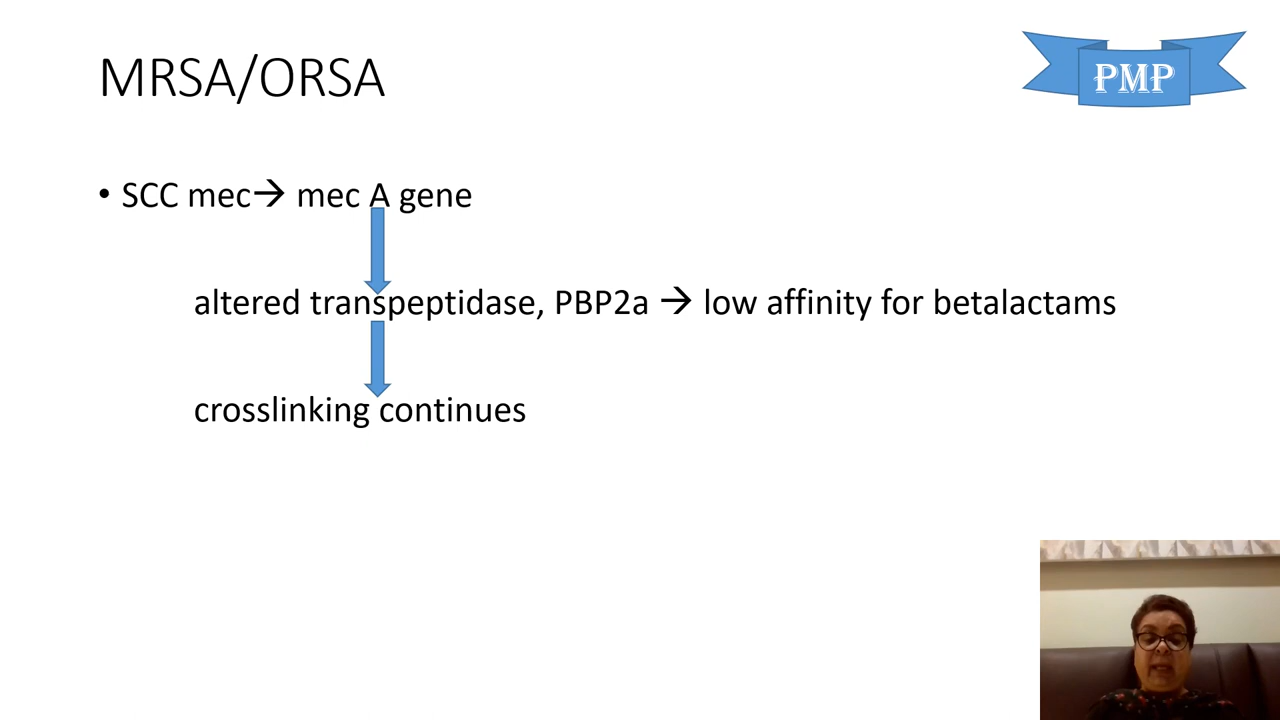 MRSA/ORSA
PMP
• SCC mec→ mec A gene
altered transpeptidase, PBP2a → low affinity for betalactams
crosslinking continues